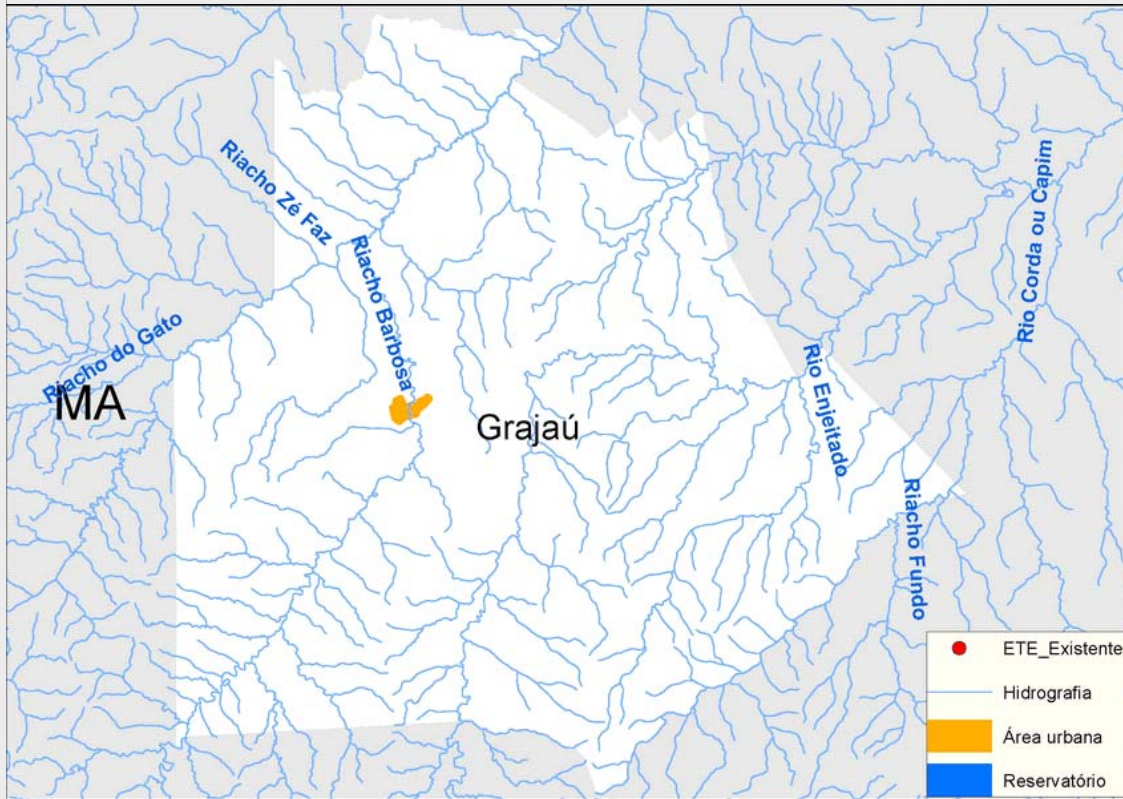 Riacho Zé Faz
Riacho Barbosa
Riacho do Gato
MA
Grajaú
Rio Corda ou Capim
Rio Enjeitado
Riacho Fundo
ETE_Existente
Hidrografia
Área urbana
Reservatório